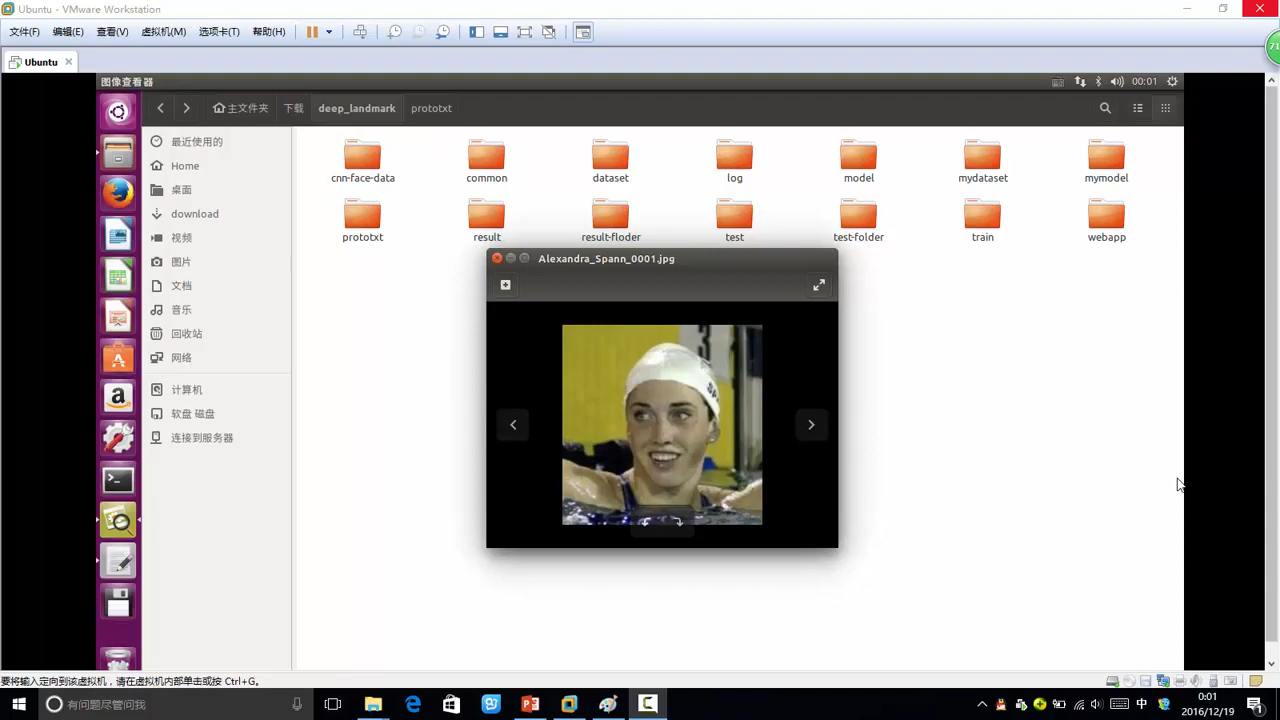 Ubuntu - VMware Workstation
文件(F) 编辑(E) 查看(V) 虚拟机(M) 选项卡(T) 帮助(H)
71
Ubuntu
图像查看器 00:01
主文件夹 下载 deep_landmark prototxt
最近使用的
Home
桌面
download
视频
图片
文档
音乐
回收站
网络
计算机
软盘 磁盘
连接到服务器
cnn-face-data common dataset log model mydataset mymodel
prototxt result result-floder test test-folder train webapp
Alexandra_Spann_0001.jpg
要将输入定向到该虚拟机，请在虚拟机内部单击或按 Ctrl+G。
有问题尽管问我
中
0:01
2016/12/19